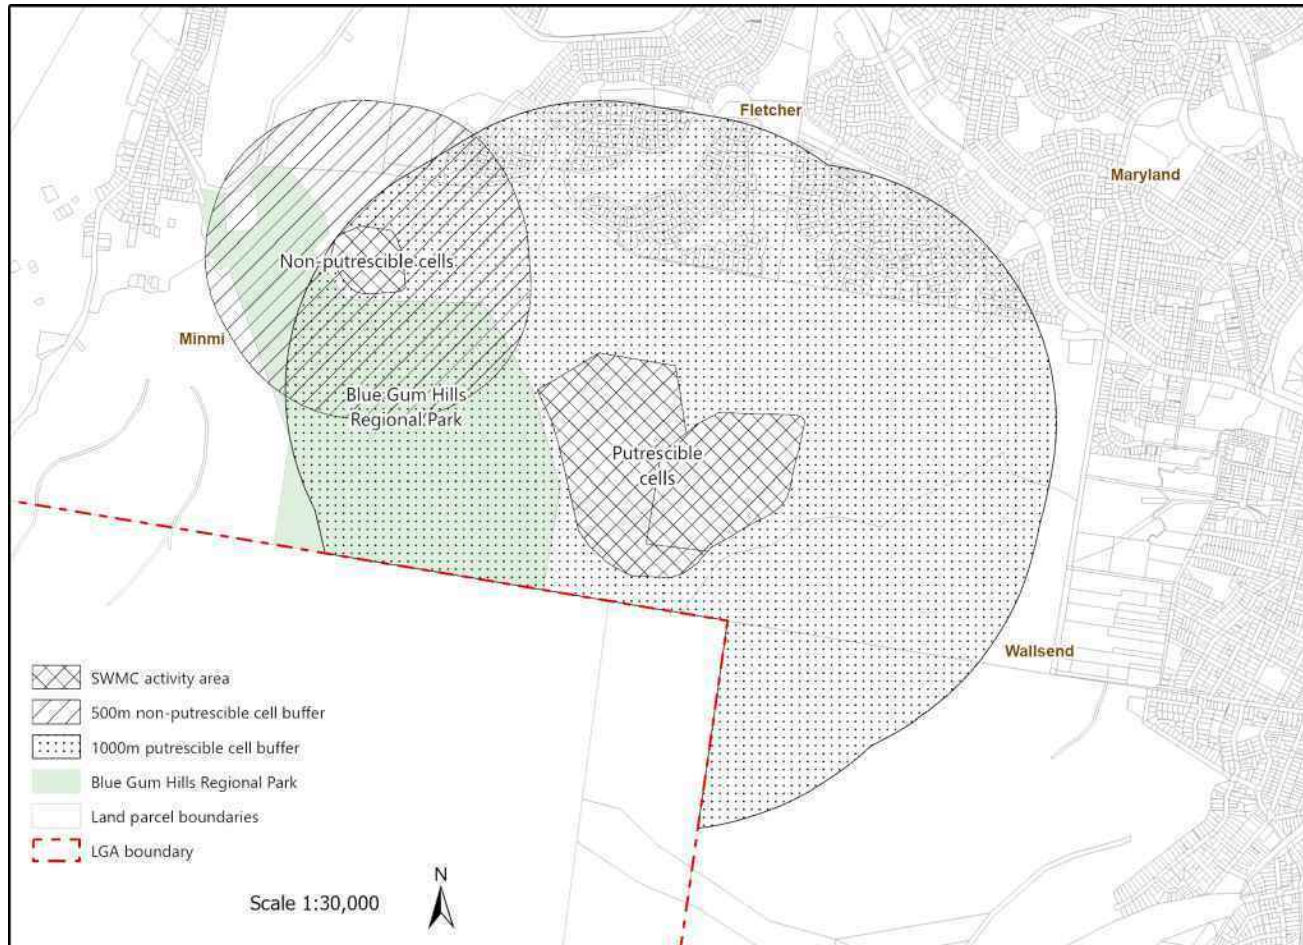 Fletcher
Maryland
Non-putrescible cells
Minmi
Blue Gum Hills
Regional Park
Putrescible
cells
Wallsend
SWMC activity area
500m non-putrescible cell buffer
1000m putrescible cell buffer
Blue Gum Hills Regional Park
Land parcel boundaries
LGA boundary
Scale 1:30,000
N